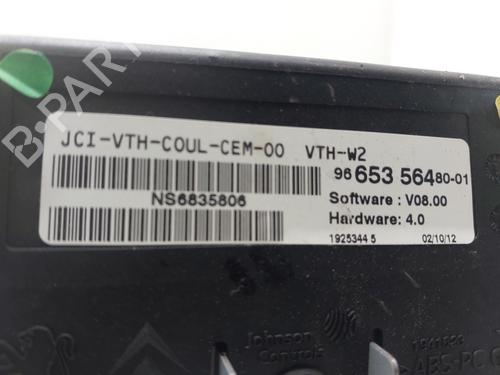 B-PARTS
JCI-VTH-COUL-CEM-00 VTH-W2
96 653 564 80-01
NS6835806
Software : V08.00
Hardware: 4.0
1925344 5 02/10/12
Johnson
Controls